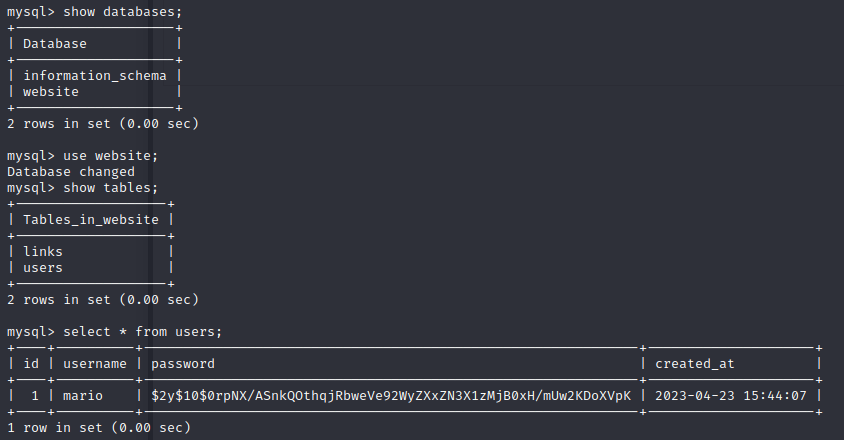 mysql> show databases;
+--------------------+
| Database           |
+--------------------+
| information_schema |
| website            |
+--------------------+
2 rows in set (0.00 sec)
mysql> use website;
Database changed
mysql> show tables;
+-------------------+
| Tables_in_website |
+-------------------+
| links             |
| users             |
+-------------------+
2 rows in set (0.00 sec)
mysql> select * from users;
+----+----------+--------------------------------------------------------------+---------------------+
| id | username | password                                                     | created_at          |
+----+----------+--------------------------------------------------------------+---------------------+
|  1 | mario    | $2y$10$0rpNX/ASnkQOthqjRbweVe92WyZXxZN3X1zMjB0xH/mUw2KDoXVpK | 2023-04-23 15:44:07 |
+----+----------+--------------------------------------------------------------+---------------------+
1 row in set (0.00 sec)